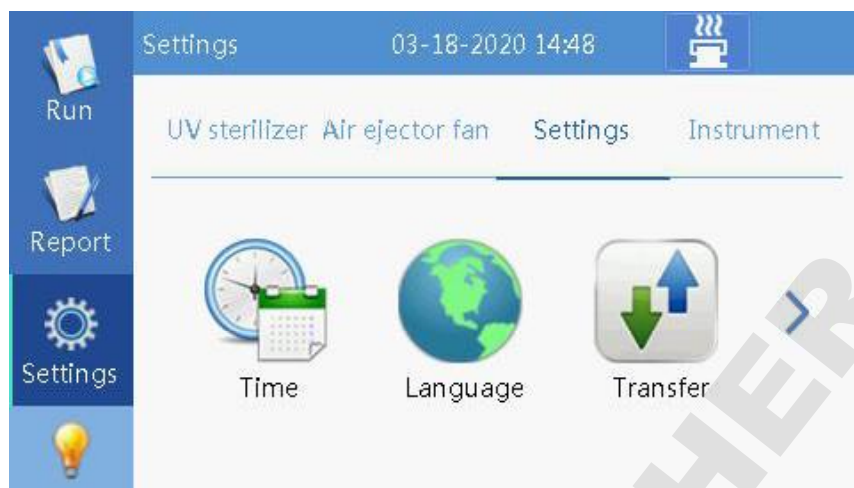 Settings 03-18-2020 14:48
Run
UV sterilizer Air ejector fan Settings Instrument
Report
Settings
Time Language Transfer
HER